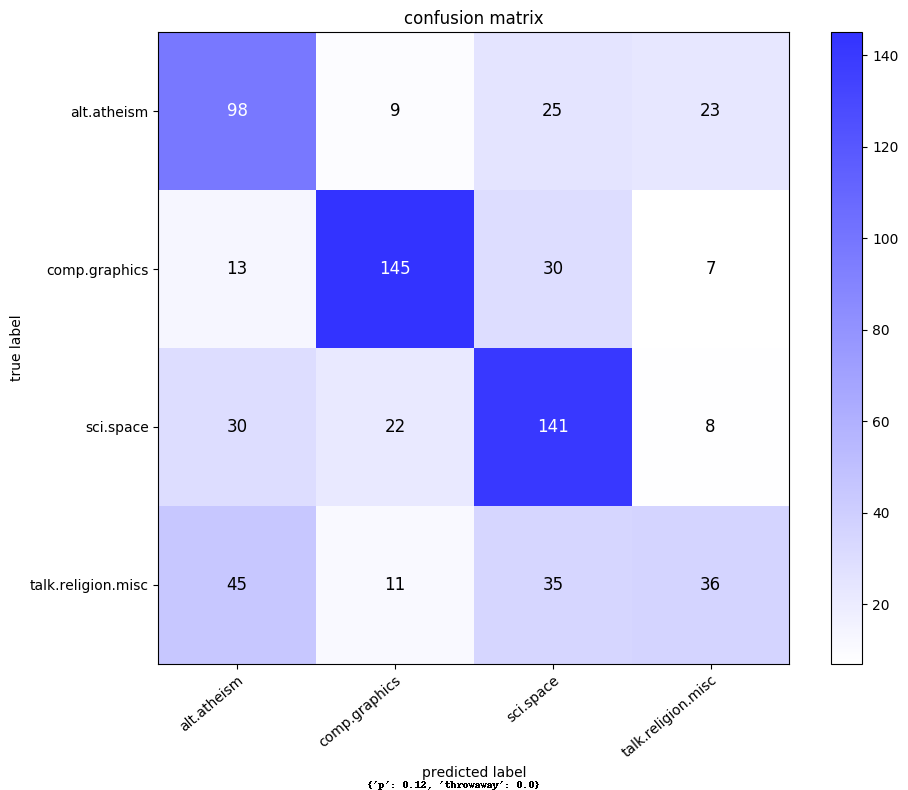 confusion matrix
alt.atheism
98 9 25 23
comp.graphics
13 145 30 7
sci.space
30 22 141 8
talk.religion.misc
45 11 35 36
true label
alt.atheism
comp.graphics
sci.space
talk.religion.misc
predicted label
{'p': 0.12, 'throwaway': 0.0}
140
120
100
80
60
40
20